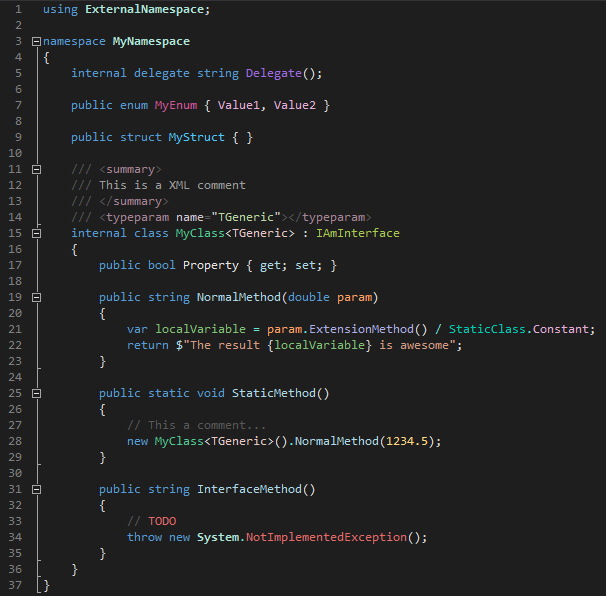 1 using ExternalNamespace;
2
3 namespace MyNamespace
4 {
5     internal delegate string Delegate();
6
7     public enum MyEnum { Value1, Value2 }
8
9     public struct MyStruct { }
10
11     /// <summary>
12     /// This is a XML comment
13     /// </summary>
14     /// <typeparam name="TGeneric"></typeparam>
15     internal class MyClass<TGeneric> : IAmInterface
16     {
17         public bool Property { get; set; }
18
19         public string NormalMethod(double param)
20         {
21             var localVariable = param.ExtensionMethod() / StaticClass.Constant;
22             return $"The result {localVariable} is awesome";
23         }
24
25         public static void StaticMethod()
26         {
27             // This a comment...
28             new MyClass<TGeneric>().NormalMethod(1234.5);
29         }
30
31         public string InterfaceMethod()
32         {
33             // TODO
34             throw new System.NotImplementedException();
35         }
36     }
37 }